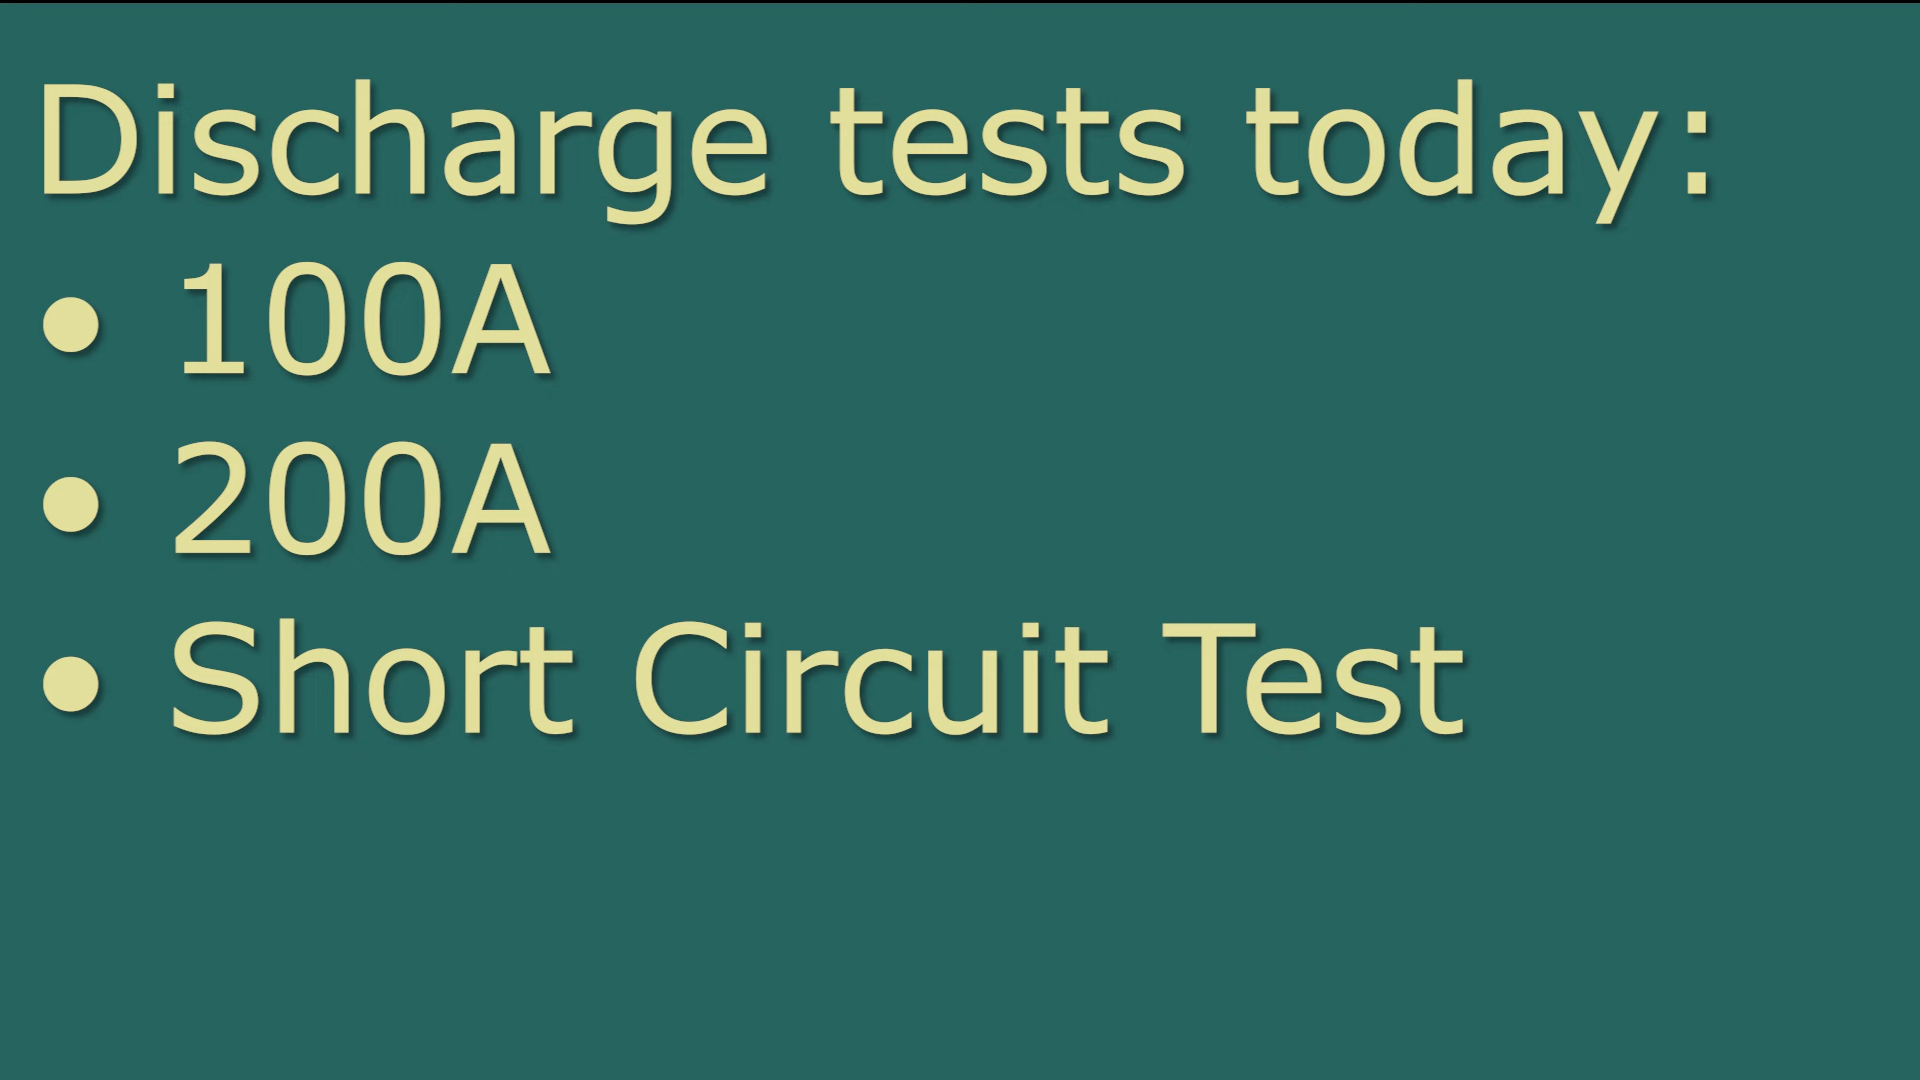 Discharge tests today:
• 100A
• 200A
• Short Circuit Test